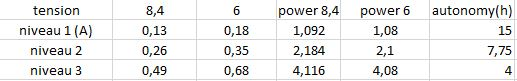 tension 8,4 6 power 8,4 power 6 autonomy(h)
niveau 1 (A) 0,13 0,18 1,092 1,08 15
niveau 2 0,26 0,35 2,184 2,1 7,75
niveau 3 0,49 0,68 4,116 4,08 4